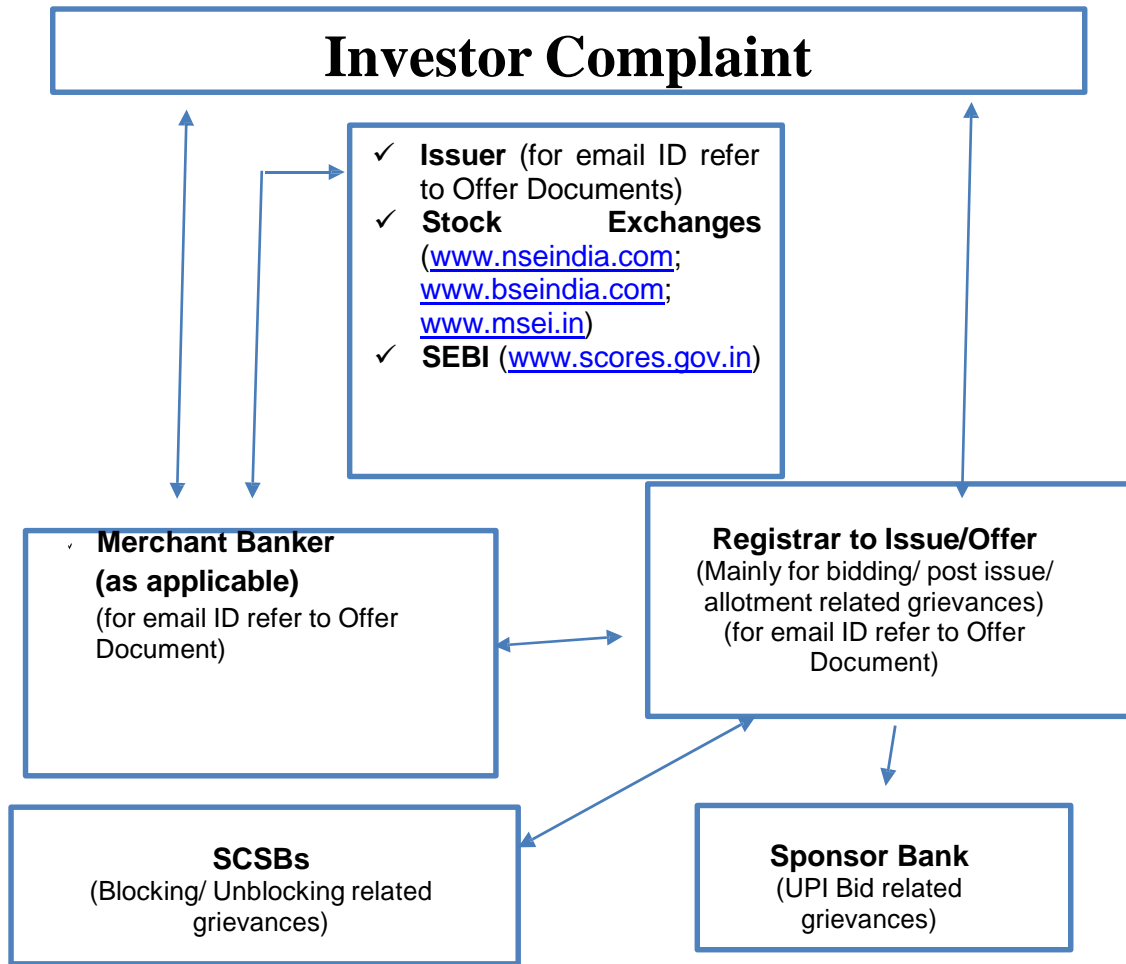 Investor Complaint
✓ Issuer (for email ID refer
to Offer Documents)
✓ Stock Exchanges
(www.nseindia.com;
www.bseindia.com;
www.msei.in)
✓ SEBI (www.scores.gov.in)
✓ Merchant Banker
(as applicable)
(for email ID refer to Offer
Document)
Registrar to Issue/Offer
(Mainly for bidding/ post issue/
allotment related grievances)
(for email ID refer to Offer
Document)
SCSBs
(Blocking/ Unblocking related
grievances)
Sponsor Bank
(UPI Bid related
grievances)